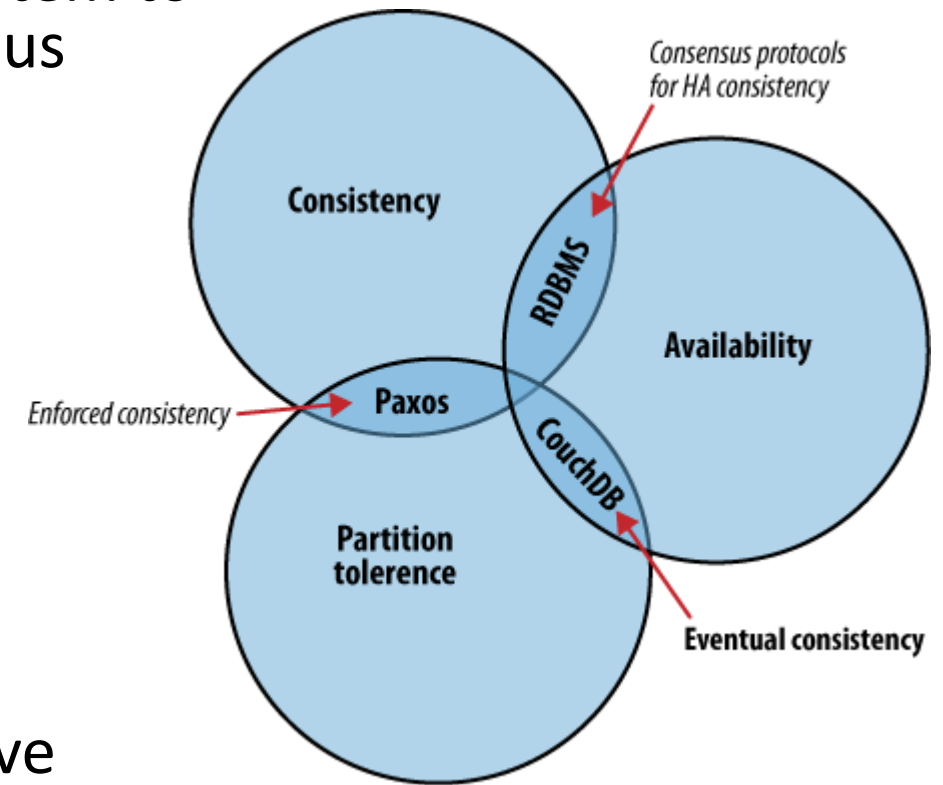 us
Consensus protocols
for HA consistency
Consistency
RDBMS
Availability
Enforced consistency
Paxos
CouchDB
Partition
tolerence
Eventual consistency
ve